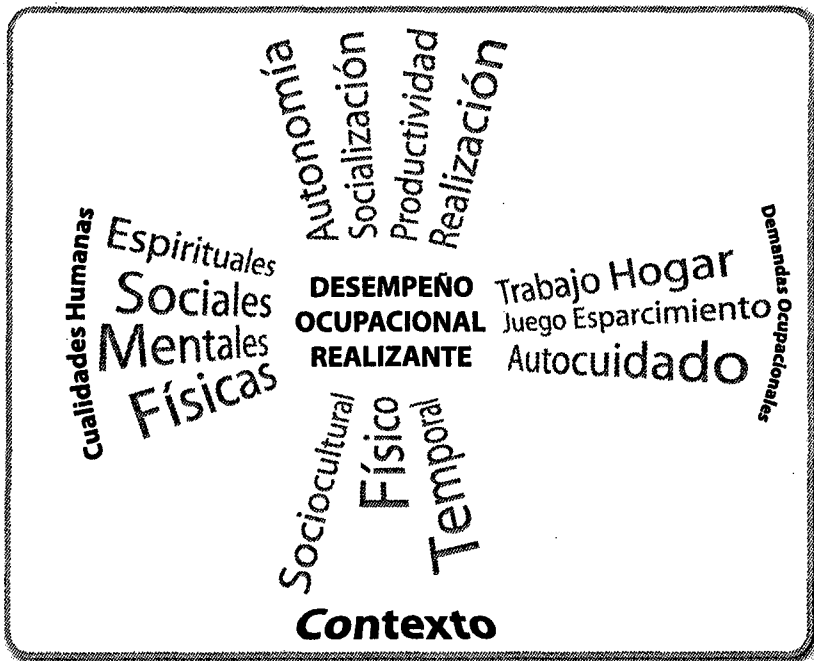 Autonomía
Socialización
Productividad
Realización
Cualidades Humanas
Espirituales
Sociales
Mentales
Físicas
DESEMPEÑO
OCUPACIONAL
REALIZANTE
Trabajo Hogar
Juego Esparcimiento
Autocuidado
Demandas Ocupacionales
Sociocultural
Físico
Temporal
Contexto